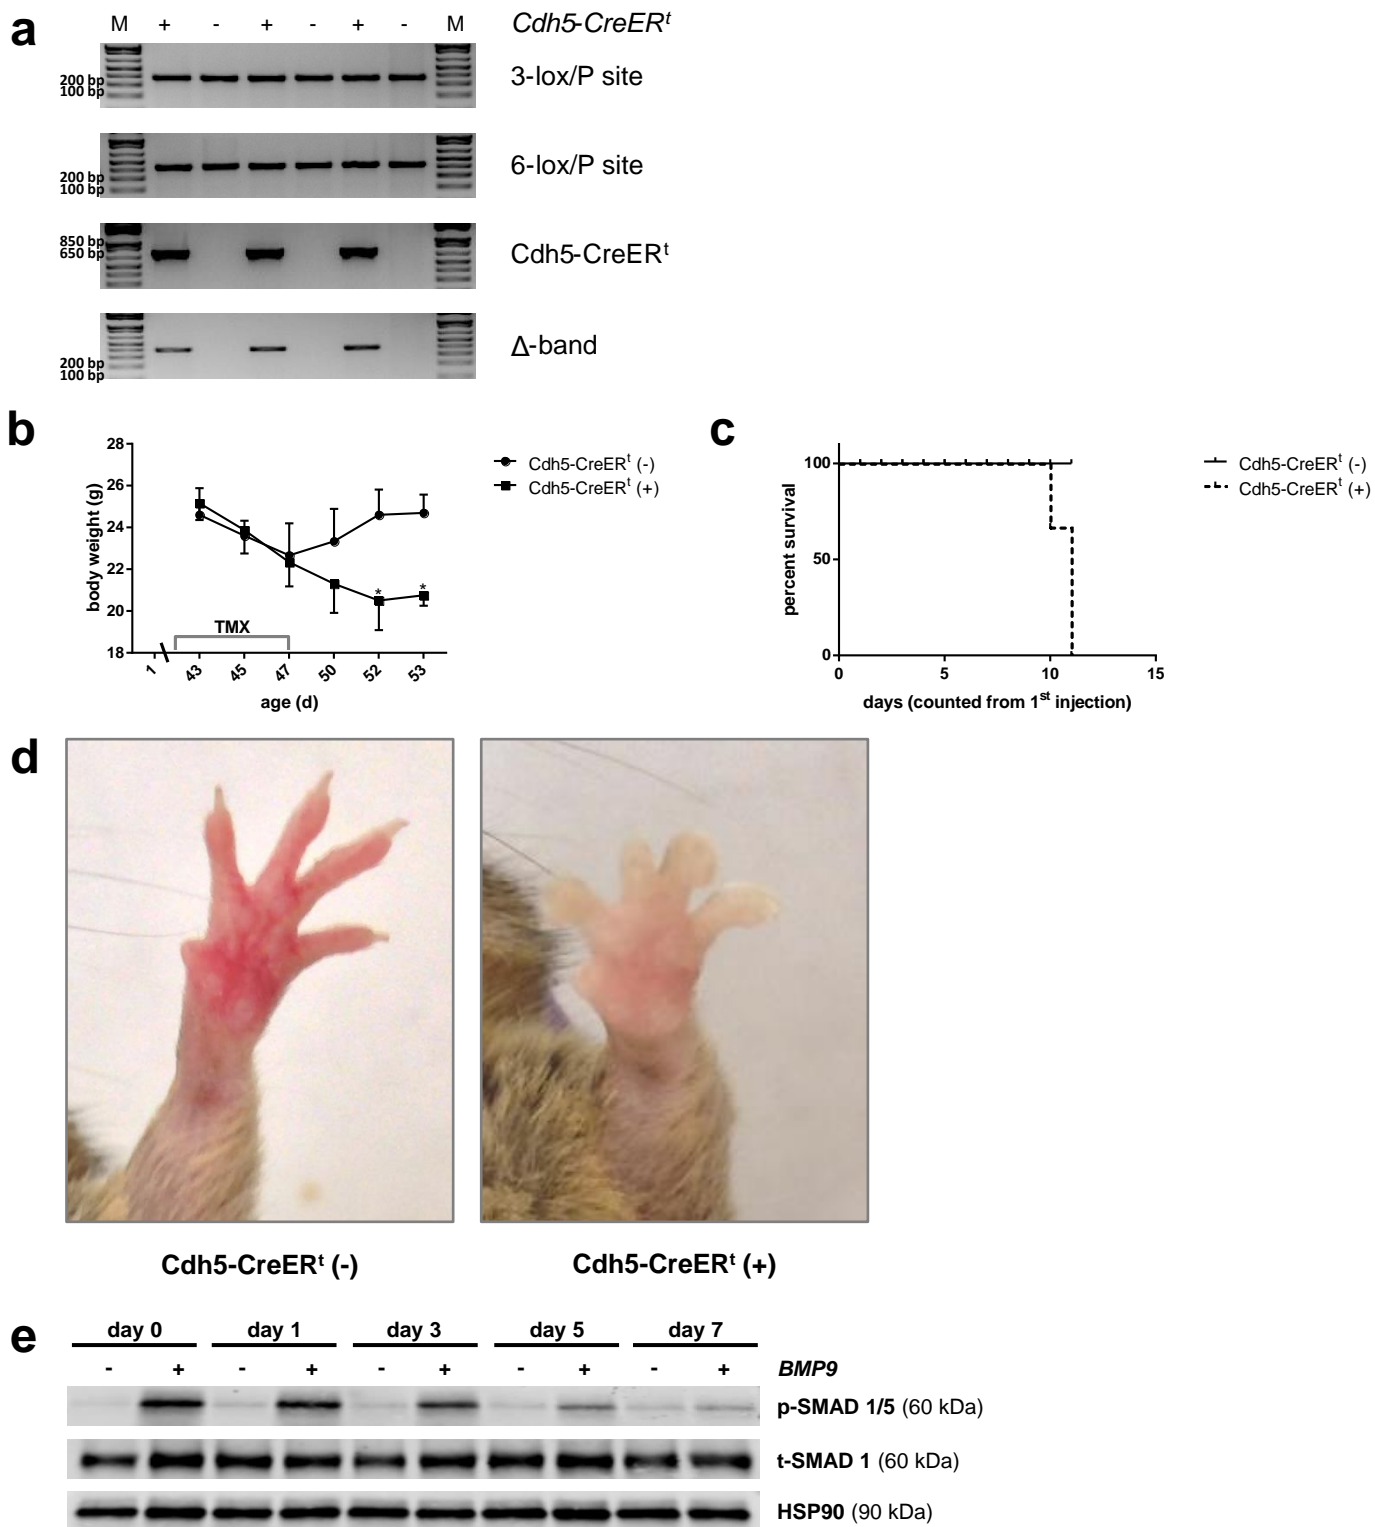 a
M + - + - + - M Cdh5-CreERᵗ
200 bp
100 bp
3-lox/P site
200 bp
100 bp
6-lox/P site
850 bp
650 bp
Cdh5-CreERᵗ
200 bp
100 bp
Δ-band
b
28
26
24
22
20
18
body weight (g)
TMX
* *
1 43 45 47 50 52 53
age (d)
Cdh5-CreERᵗ (-)
Cdh5-CreERᵗ (+)
c
100
50
0
percent survival
0 5 10 15
days (counted from 1ˢᵗ injection)
Cdh5-CreERᵗ (-)
Cdh5-CreERᵗ (+)
d
Cdh5-CreERᵗ (-)
Cdh5-CreERᵗ (+)
e
day 0 day 1 day 3 day 5 day 7
- + - + - + - + - + BMP9
p-SMAD 1/5 (60 kDa)
t-SMAD 1 (60 kDa)
HSP90 (90 kDa)